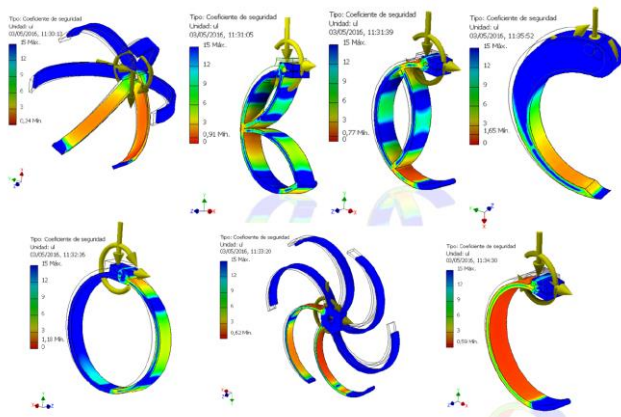 Tipo: Coeficiente de seguridad
Unidad: ul
03/05/2016, 11:30:11
15 Máx.
12
9
6
3
0,34 Mín.
0
Tipo: Coeficiente de seguridad
Unidad: ul
03/05/2016, 11:31:05
15 Máx.
12
9
6
3
0,91 Mín.
0
Tipo: Coeficiente de seguridad
Unidad: ul
03/05/2016, 11:31:39
15 Máx.
12
9
6
3
0,77 Mín.
0
Tipo: Coeficiente de seguridad
Unidad: ul
03/05/2016, 11:35:52
15 Máx.
12
9
6
3
1,65 Mín.
0
Tipo: Coeficiente de seguridad
Unidad: ul
03/05/2016, 11:32:35
15 Máx.
12
9
6
3
1,18 Mín.
0
Tipo: Coeficiente de seguridad
Unidad: ul
03/05/2016, 11:33:20
15 Máx.
12
9
6
3
0,62 Mín.
0
Tipo: Coeficiente de seguridad
Unidad: ul
03/05/2016, 11:34:30
15 Máx.
12
9
6
3
0,59 Mín.
0